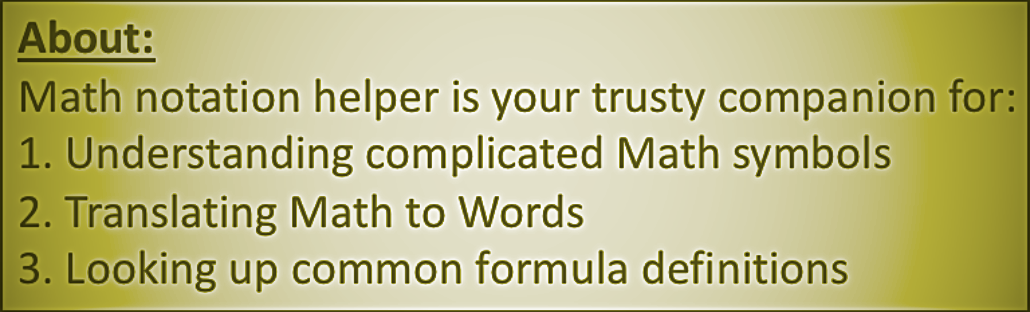 About:
Math notation helper is your trusty companion for:
1. Understanding complicated Math symbols
2. Translating Math to Words
3. Looking up common formula definitions